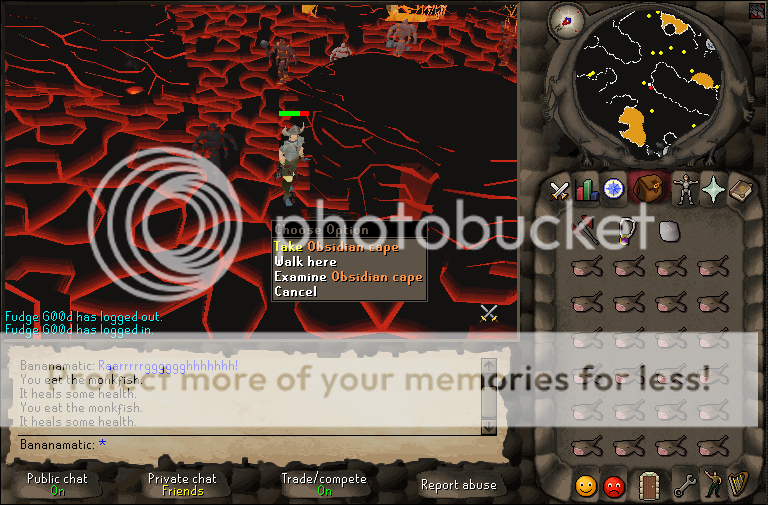 Choose Option
Take Obsidian cape
Walk here
Examine Obsidian cape
Cancel
photobucket
Fudge G00d has logged out.
Fudge G00d has logged in.
Protect more of your memories for less!
Bananamatic: Raarrrrrggggghhhhhhh!
You eat the monkfish.
It heals some health.
You eat the monkfish.
It heals some health.
Bananamatic: *
Public chat
On
Private chat
Friends
Trade/compete
On
Report abuse